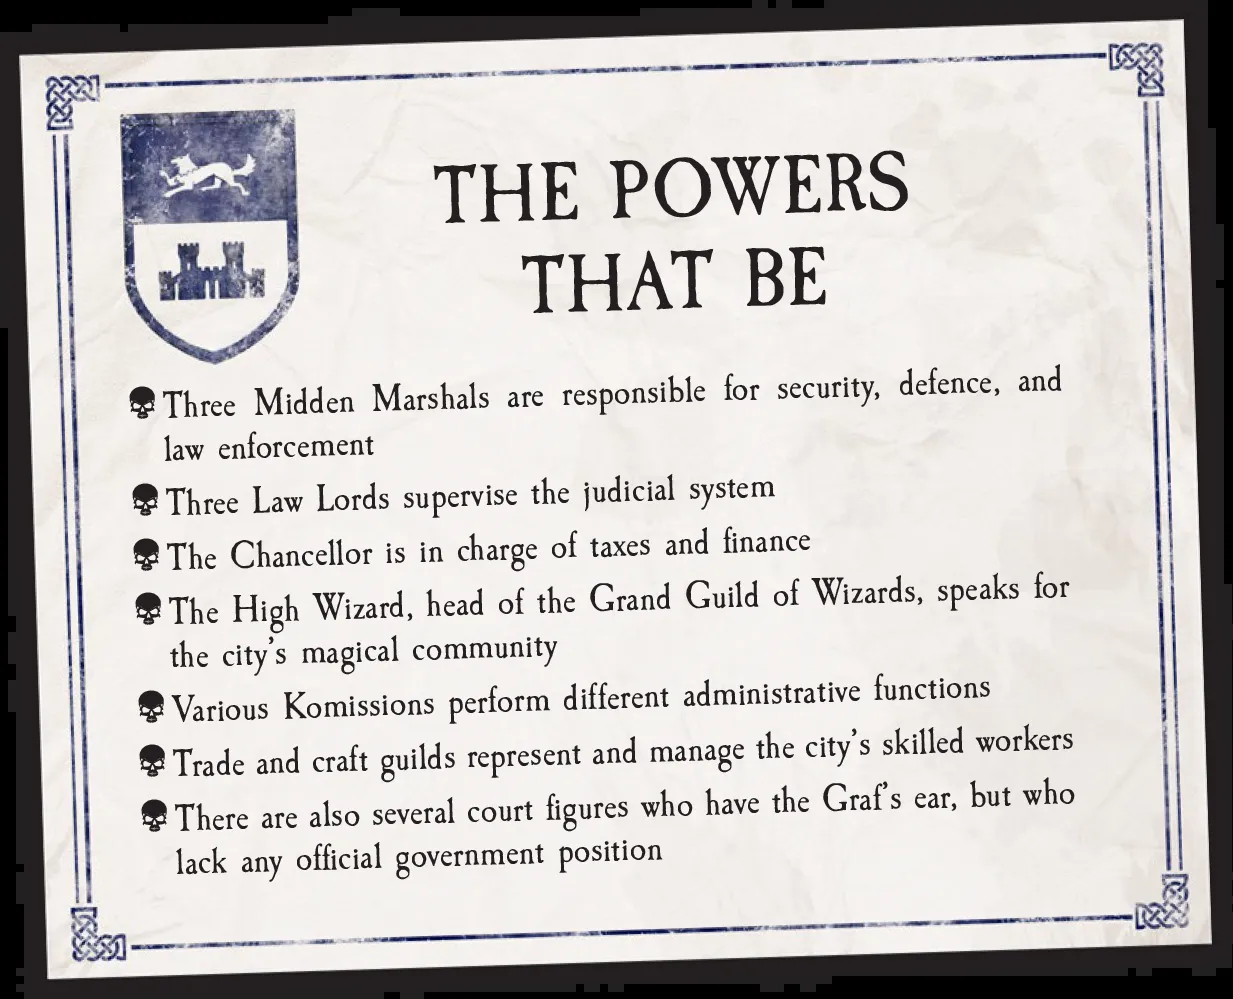 THE POWERS
THAT BE
Three Midden Marshals are responsible for security, defence, and
law enforcement
Three Law Lords supervise the judicial system
The Chancellor is in charge of taxes and finance
The High Wizard, head of the Grand Guild of Wizards, speaks for
the city's magical community
Various Komissions perform different administrative functions
Trade and craft guilds represent and manage the city's skilled workers
There are also several court figures who have the Graf's ear, but who
lack any official government position